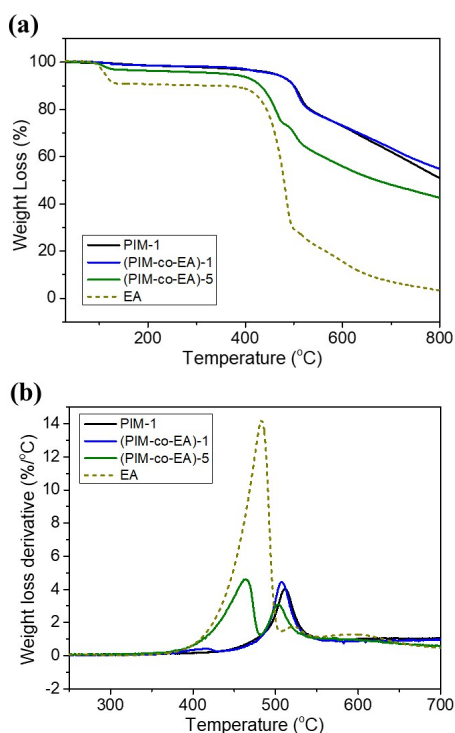 (a)
100
80
60
40
20
0
Weight Loss (%)
PIM-1
(PIM-co-EA)-1
(PIM-co-EA)-5
EA
200 400 600 800
Temperature (°C)
(b)
14
12
10
8
6
4
2
0
-2
Weight loss derivative (%/°C)
PIM-1
(PIM-co-EA)-1
(PIM-co-EA)-5
EA
300 400 500 600 700
Temperature (°C)